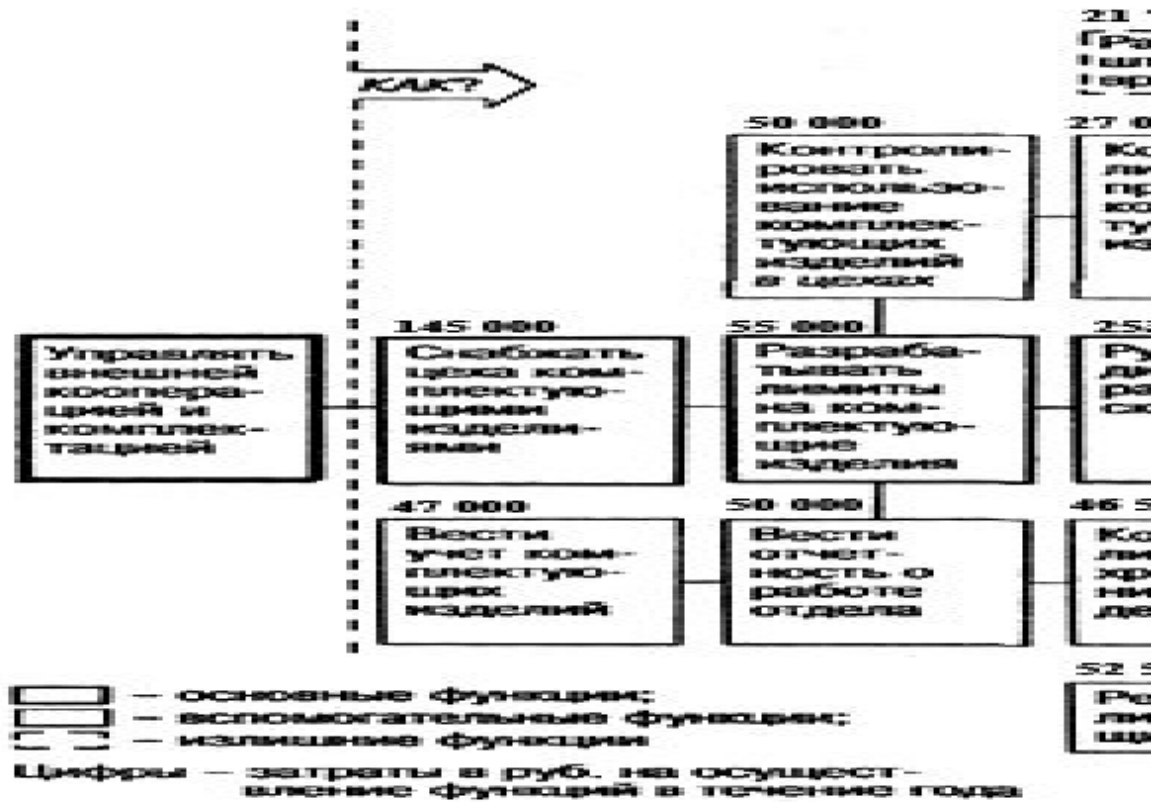 КАК?
50 000
Контроли-
ровать
использо-
вание
комплек-
тующих
изделий
в цехах
Управлять
внешней
коопера-
цией и
комплек-
тацией
145 000
Снабжать
цеха ком-
плектую-
щими
издели-
ями
55 000
Разраба-
тывать
лимиты
на ком-
плектую-
щие
изделия
47 000
Вести
учет ком-
плектую-
щих
изделий
50 000
Вести
отчет-
ность о
работе
отдела
– основные функции;
– вспомогательные функции;
– излишние функции
Цифры – затраты в руб. на осущест-
вление функций в течение года